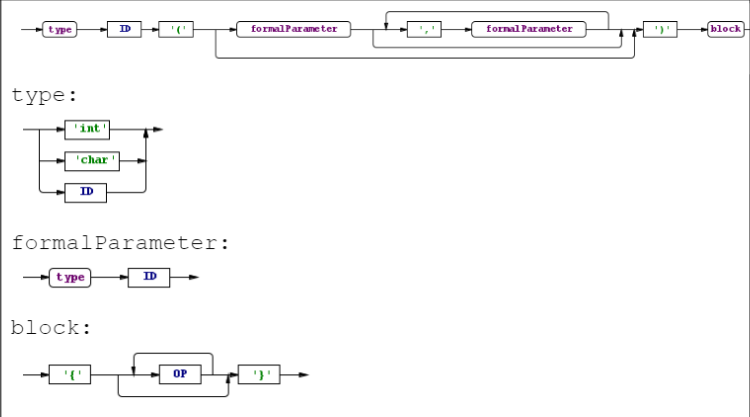 type ID '(' formalParameter ',' formalParameter ')' block
type:
'int'
'char'
ID
formalParameter:
type ID
block:
'{' OP '}'